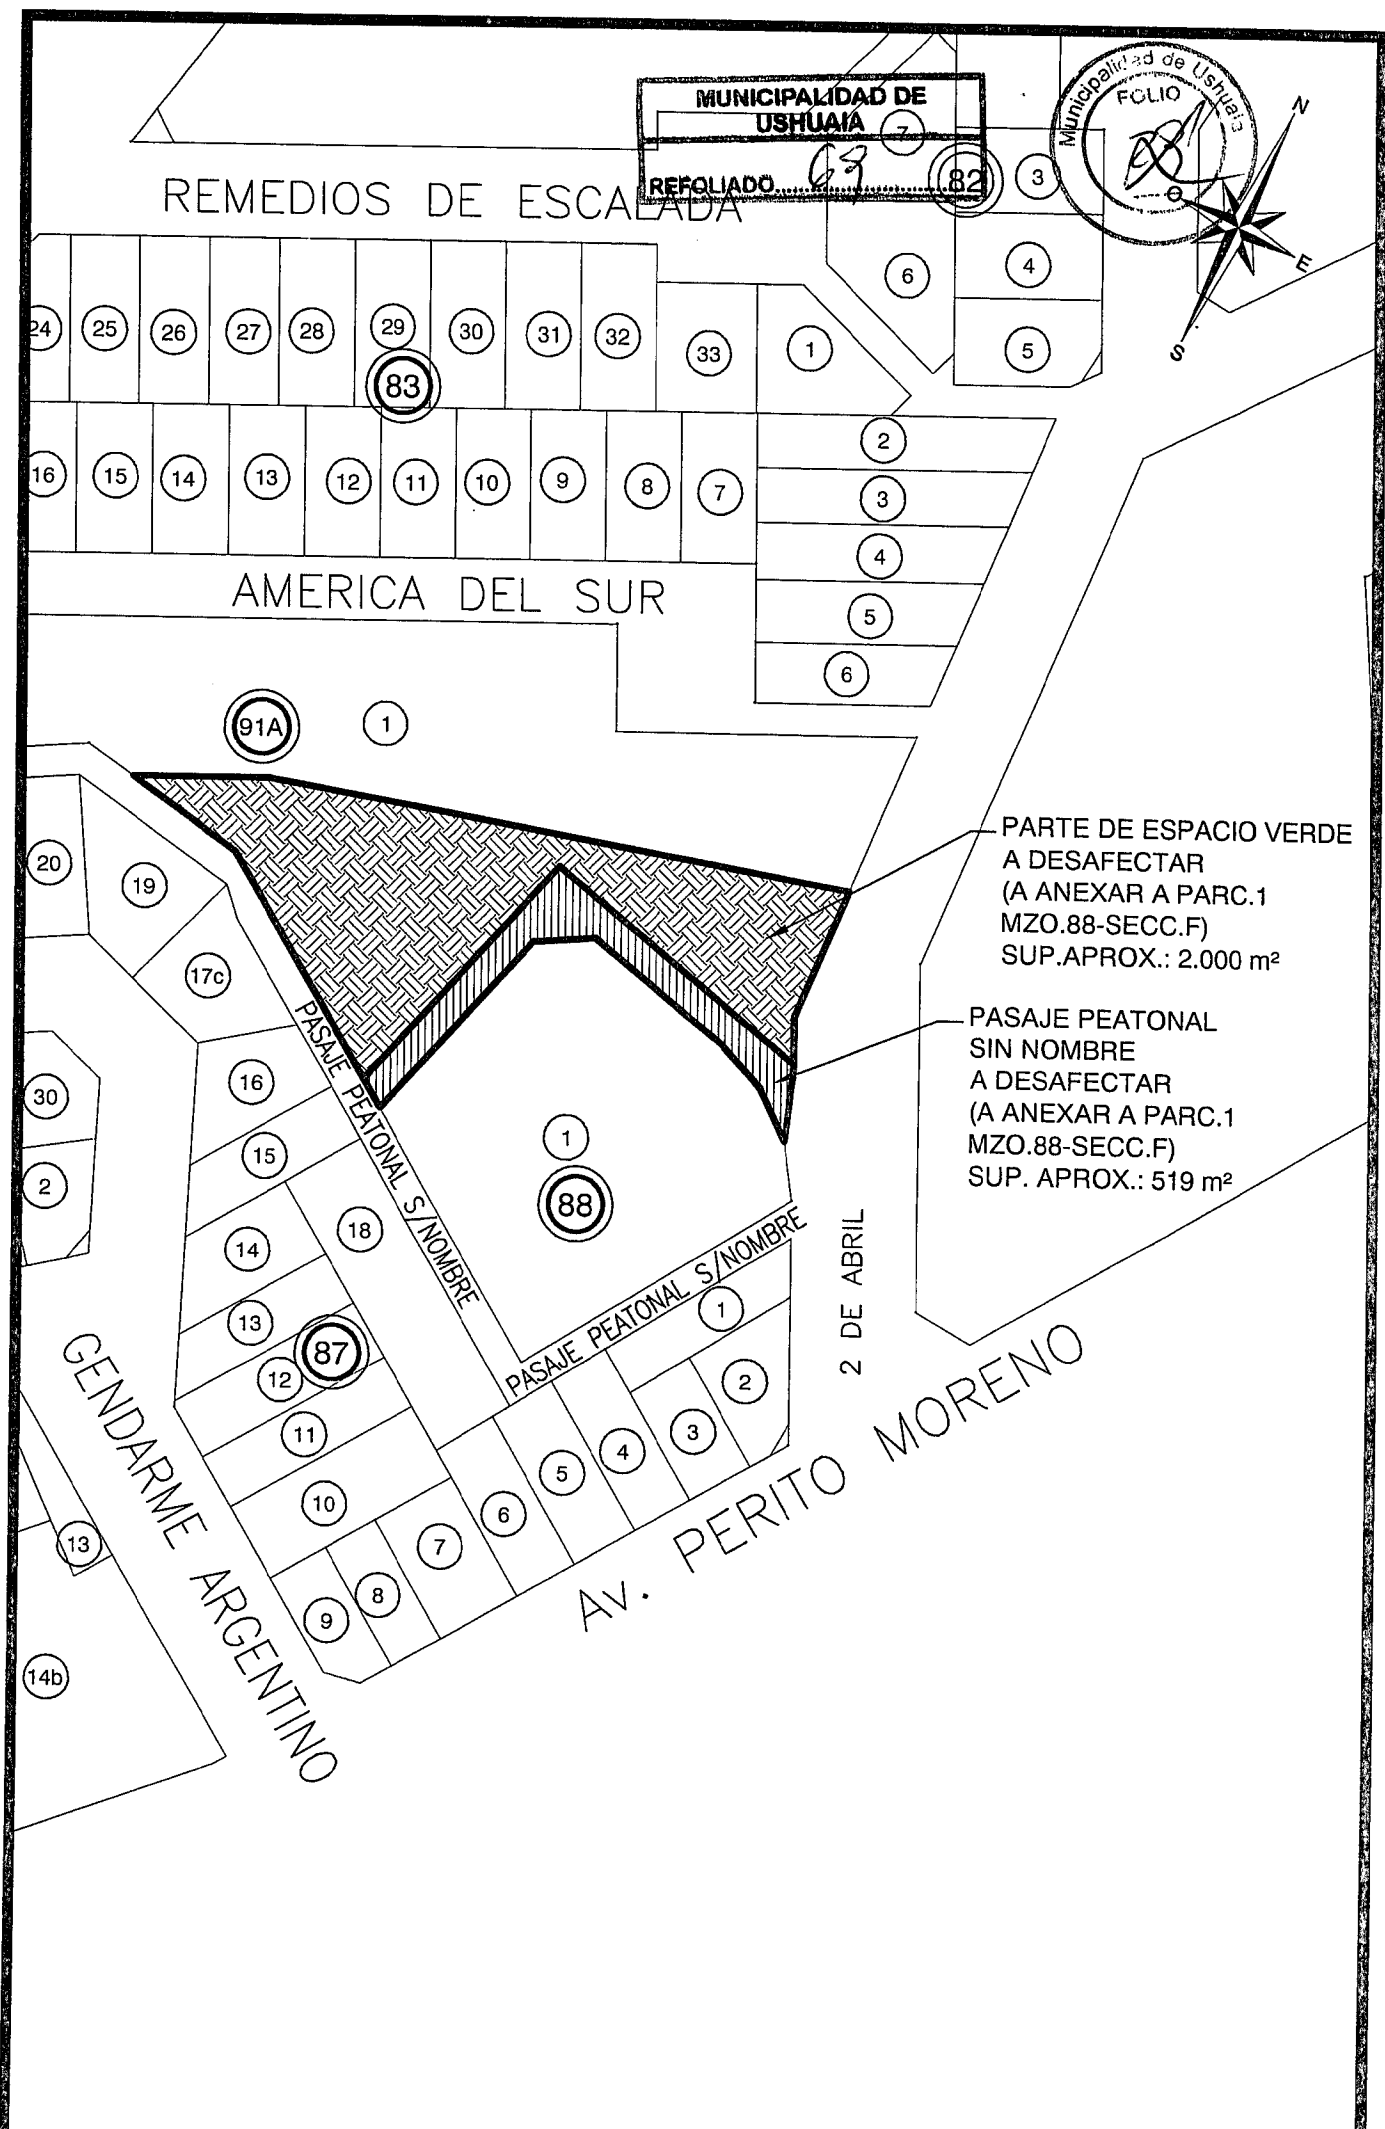 MUNICIPALIDAD DE
USHUAIA
REFOLIADO
69
Municipalidad de Ushuaia
FOLIO
N
O
E
S
REMEDIOS DE ESCALADA
7
82
3
6
4
5
24
25
26
27
28
29
30
31
32
33
1
83
16
15
14
13
12
11
10
9
8
7
2
3
4
5
6
AMERICA DEL SUR
91A
1
20
19
17c
PARTE DE ESPACIO VERDE
A DESAFECTAR
(A ANEXAR A PARC.1
MZO.88-SECC.F)
SUP.APROX.: 2.000 m²
PASAJE PEATONAL
SIN NOMBRE
A DESAFECTAR
(A ANEXAR A PARC.1
MZO.88-SECC.F)
SUP. APROX.: 519 m²
PASAJE PEATONAL S/NOMBRE
30
2
16
15
14
18
13
87
12
11
10
9
8
7
6
5
4
3
2
1
1
88
PASAJE PEATONAL S/NOMBRE
2 DE ABRIL
Av. PERITO MORENO
GENDARME ARGENTINO
13
14b